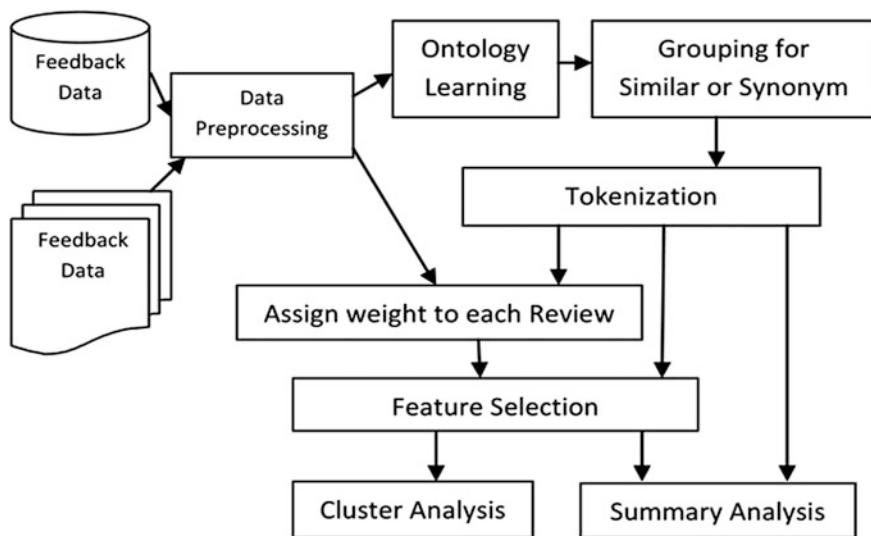 Feedback
Data
Data
Preprocessing
Ontology
Learning
Grouping for
Similar or Synonym
Feedback
Data
Tokenization
Assign weight to each Review
Feature Selection
Cluster Analysis
Summary Analysis